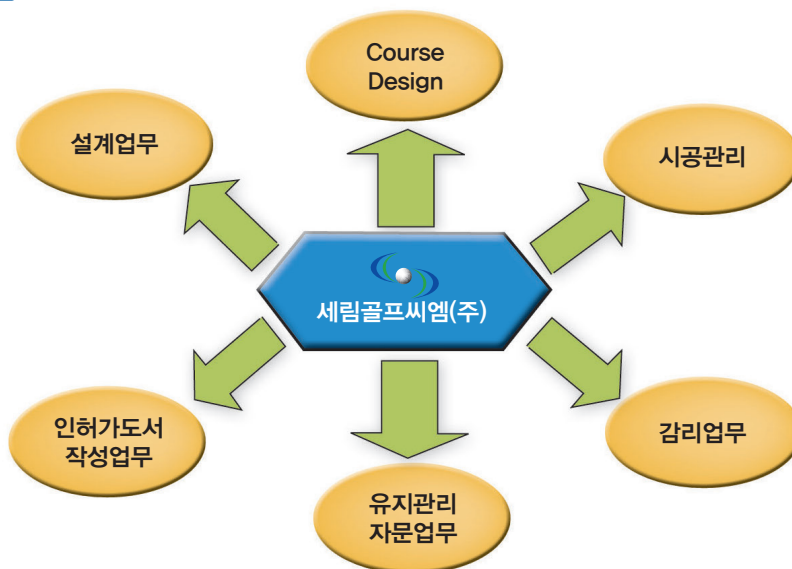 Course
Design
설계업무
시공관리
세림골프씨엠(주)
인허가도서
작성업무
감리업무
유지관리
자문업무